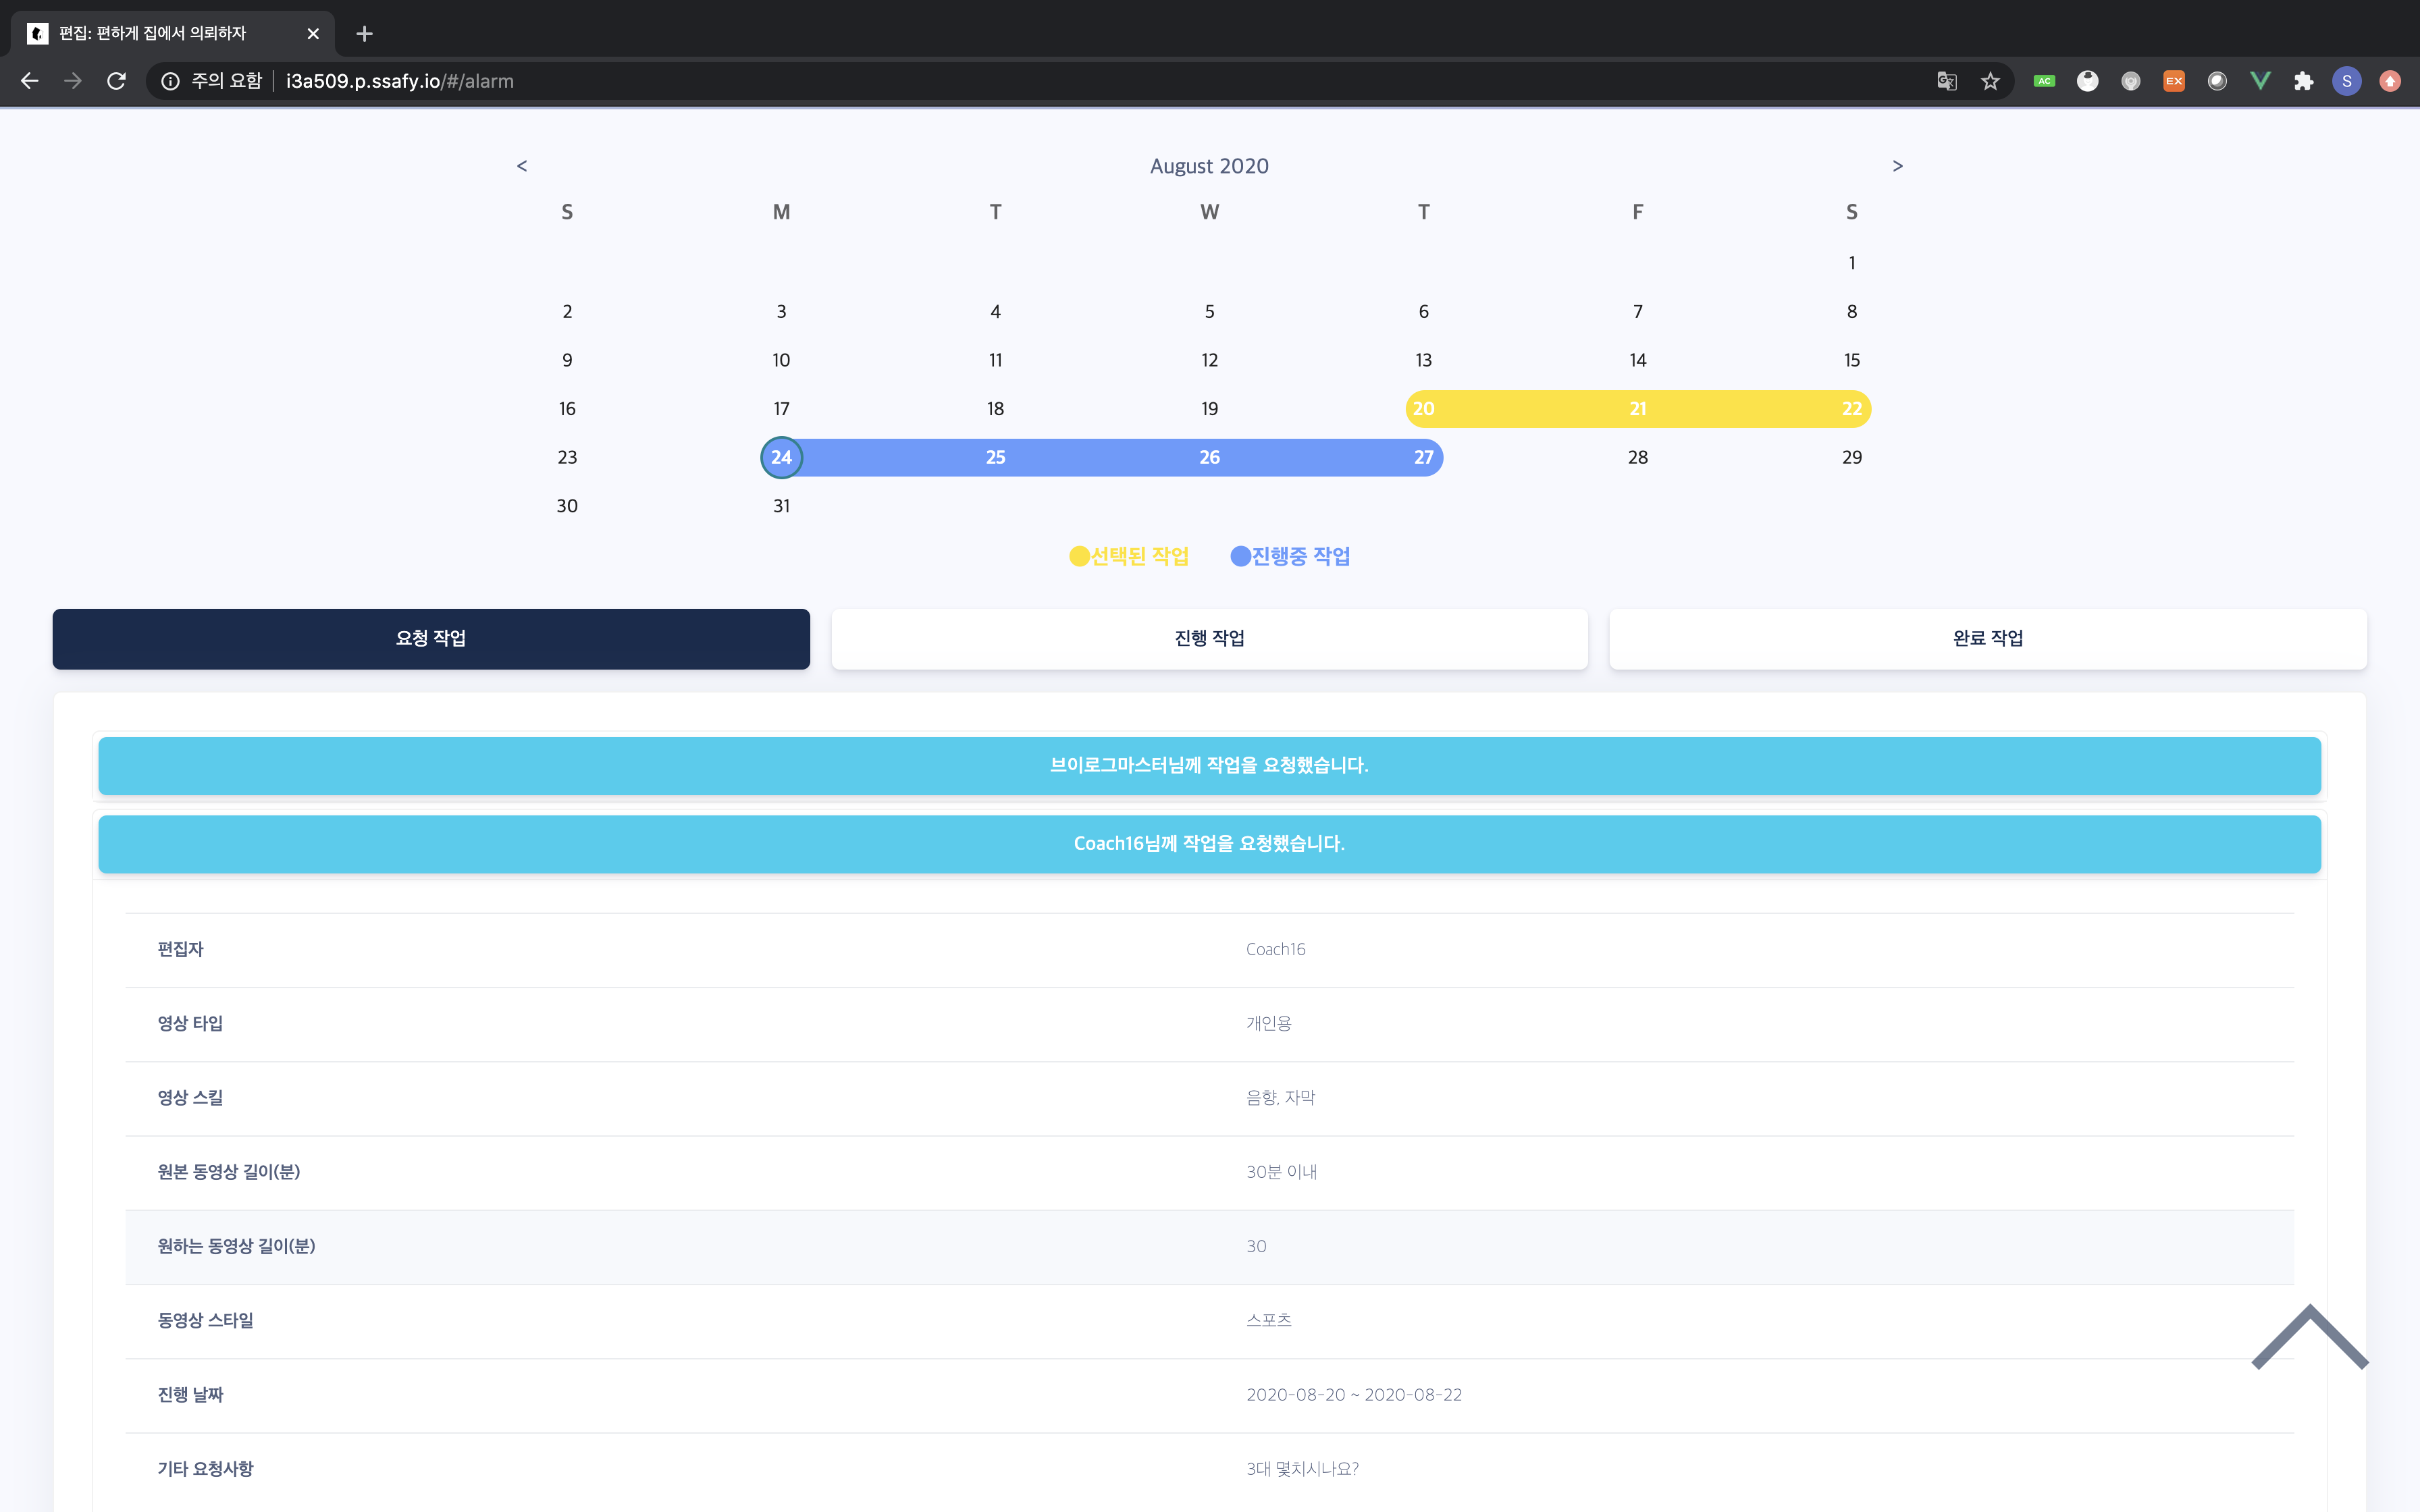 편집: 편하게 집에서 의뢰하자
주의 요함 i3a509.p.ssafy.io/#/alarm AC EX S
< August 2020 >
S M T W T F S
1
2 3 4 5 6 7 8
9 10 11 12 13 14 15
16 17 18 19 20 21 22
23 24 25 26 27 28 29
30 31
선택된 작업 진행중 작업
요청 작업 진행 작업 완료 작업
브이로그마스터님께 작업을 요청했습니다.
Coach16님께 작업을 요청했습니다.
편집자 Coach16
영상 타입 개인용
영상 스킬 음향, 자막
원본 동영상 길이(분) 30분 이내
원하는 동영상 길이(분) 30
동영상 스타일 스포츠
진행 날짜 2020-08-20 ~ 2020-08-22
기타 요청사항 3대 몇치시나요?